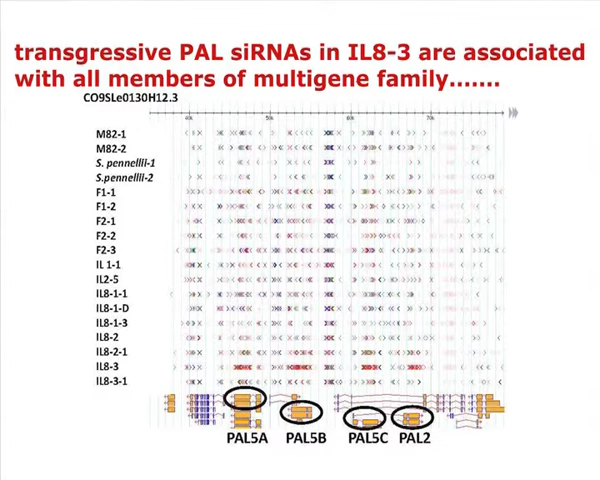 transgressive PAL siRNAs in IL8-3 are associated
with all members of multigene family.......
CO9SLe0130H12.3
50k
60k
70k
M82-1
M82-2
S. pennellii-1
S.pennellii-2
F1-1
F1-2
F2-1
F2-2
F2-3
IL 1-1
IL2-5
IL8-1-1
IL8-1-D
IL8-1-3
IL8-2
IL8-2-1
IL8-3
IL8-3-1
PAL5A PAL5B PAL5C PAL2